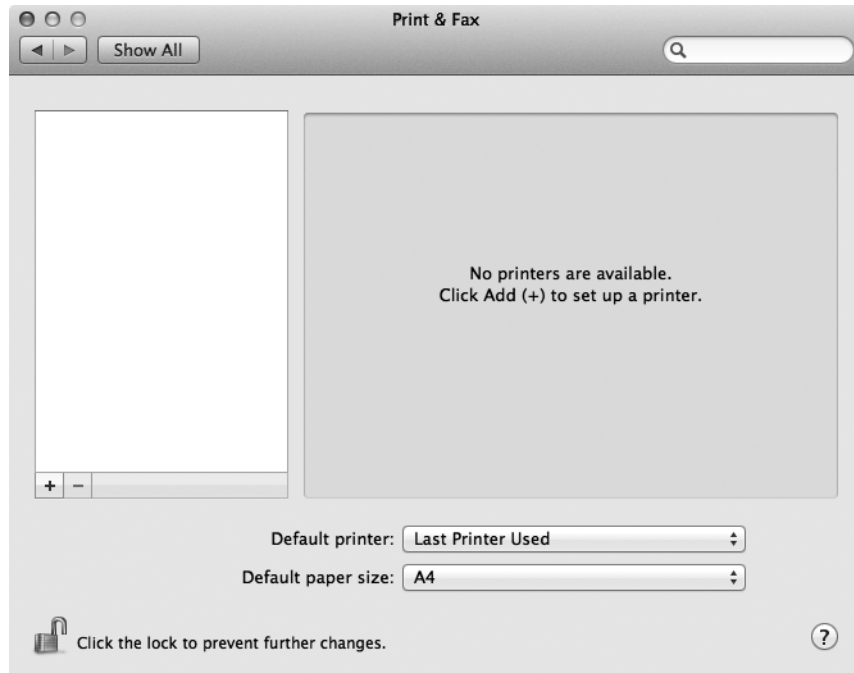 Print & Fax
Show All
No printers are available.
Click Add (+) to set up a printer.
+ −
Default printer: Last Printer Used
Default paper size: A4
Click the lock to prevent further changes.
?